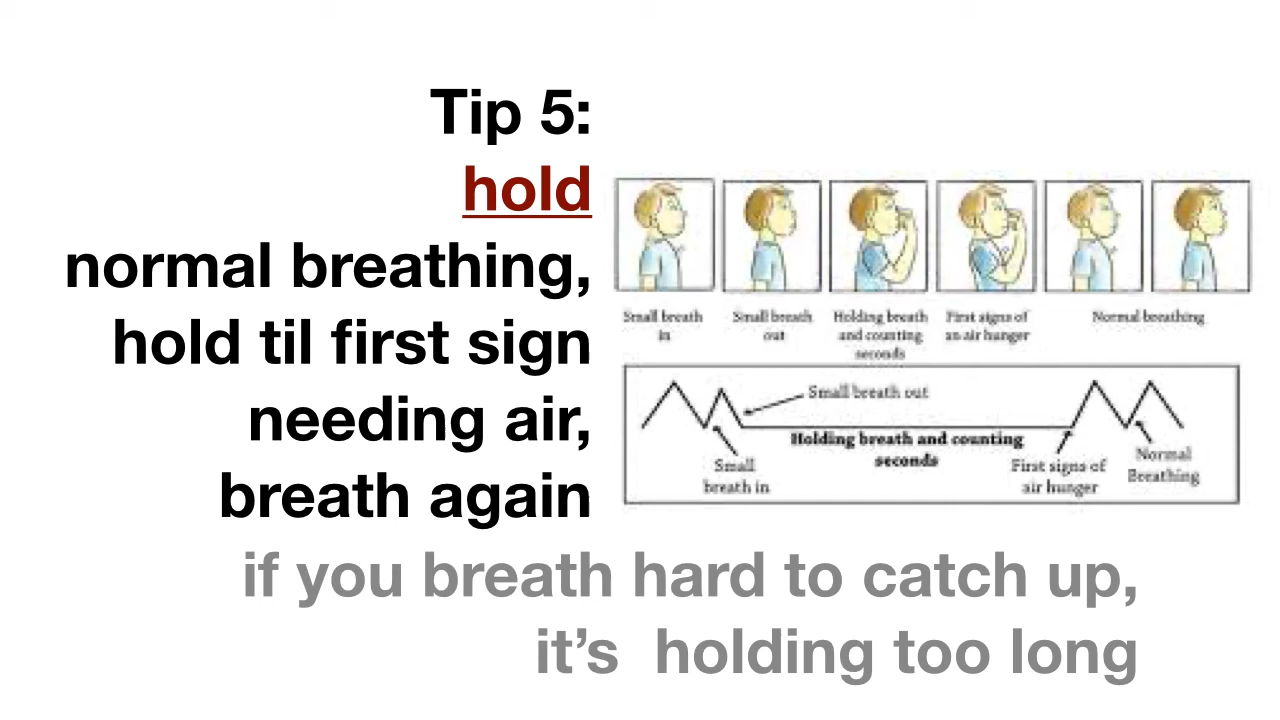 Tip 5:
hold
normal breathing,
hold til first sign
needing air,
breath again
Small breath
in
Small breath
out
Holding breath
and counting
seconds
First signs of
an air hunger
Normal breathing
Small breath out
Holding breath and counting
seconds
Small
breath in
First signs of
air hunger
Normal
Breathing
if you breath hard to catch up,
it’s  holding too long